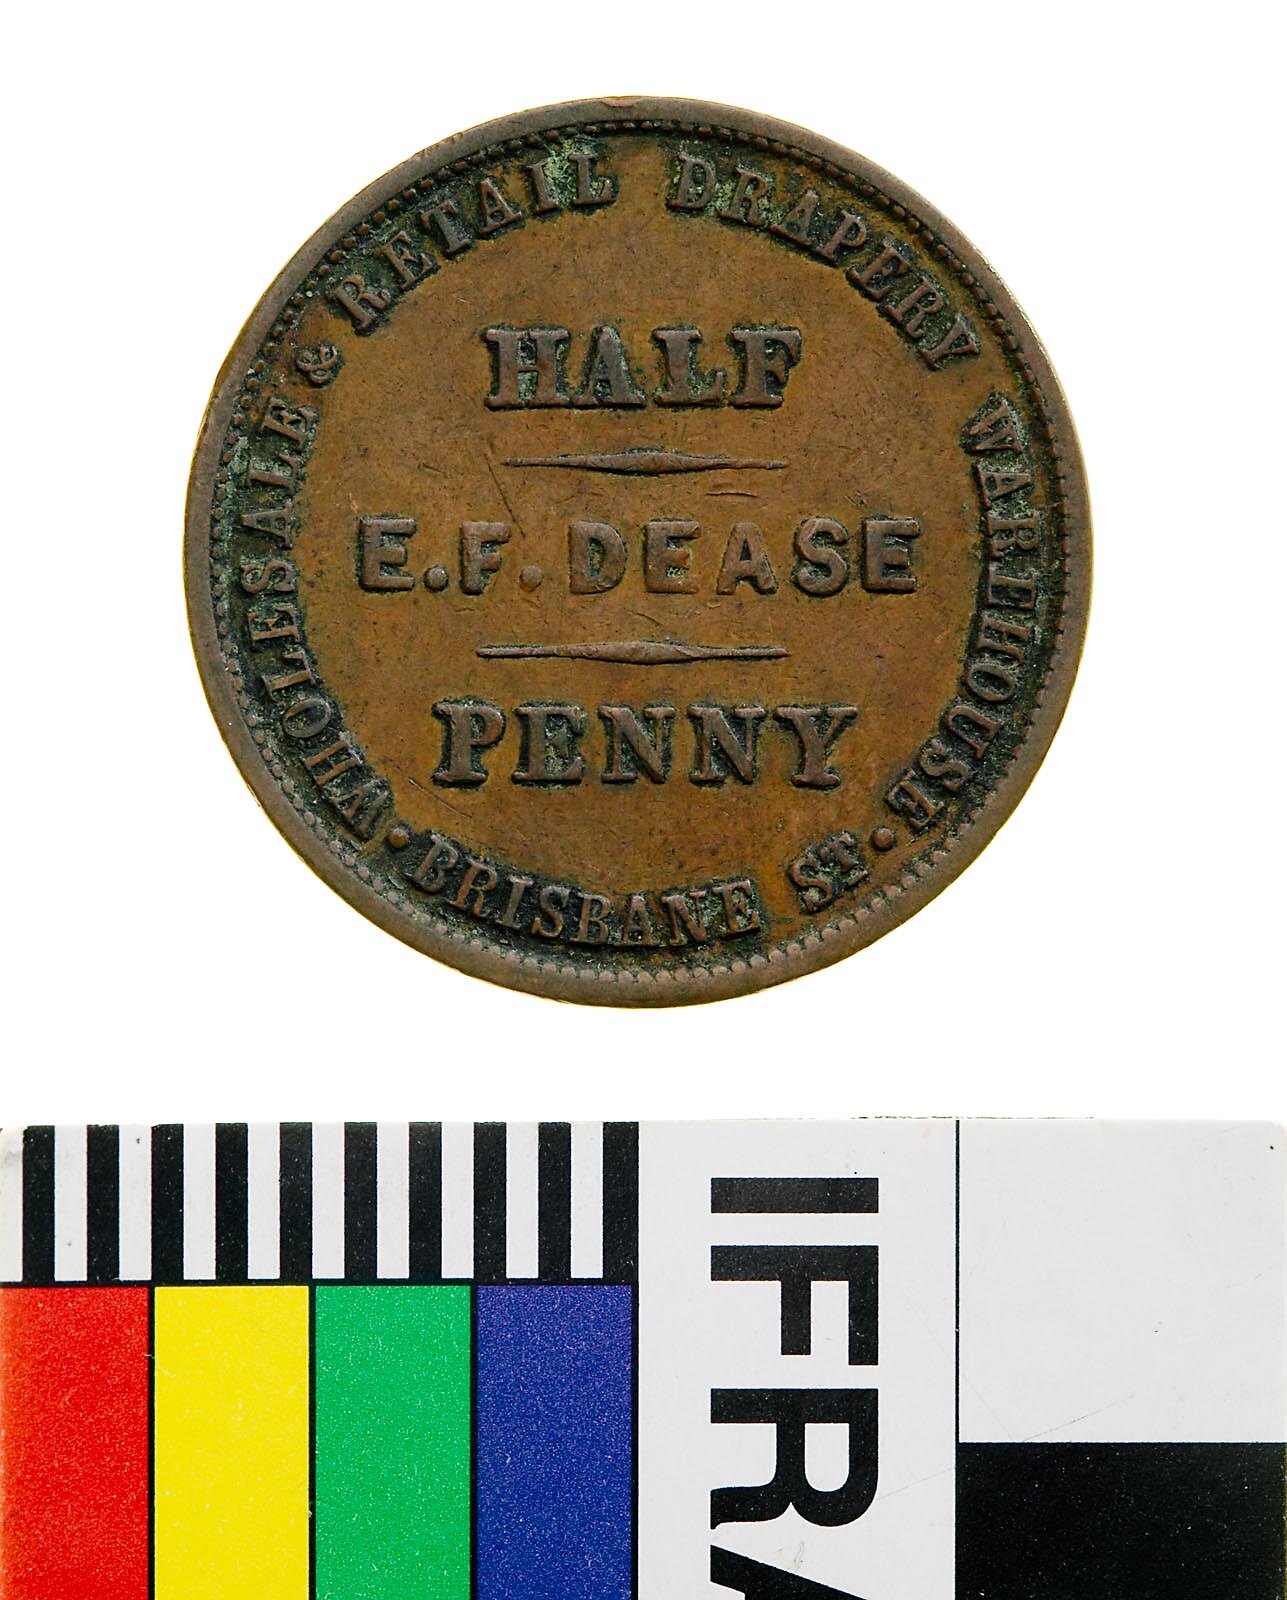 WHOLESALE & RETAIL DRAPERY WAREHOUSE
HALF
E.F. DEASE
PENNY
BRISBANE ST.
IFRA